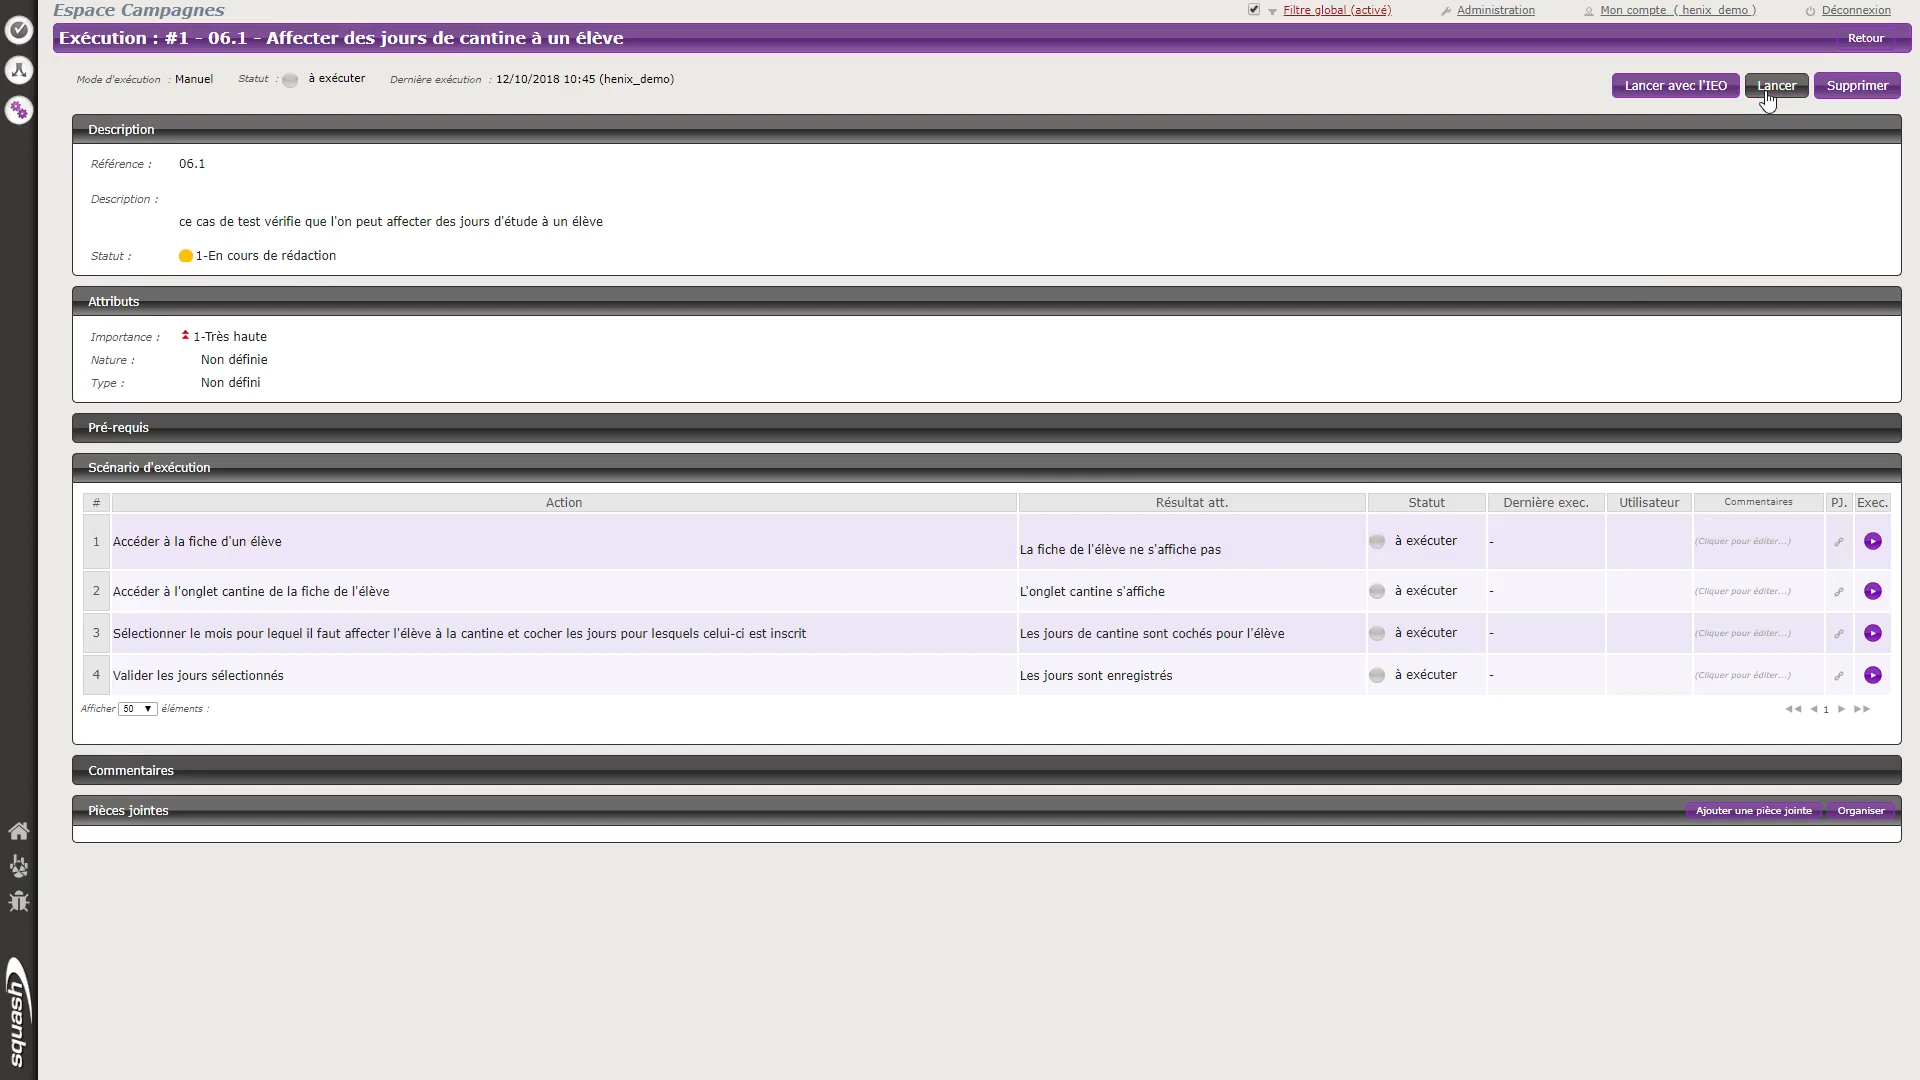 Espace Campagnes
Filtre global (activé) Administration Mon compte ( henix_demo ) Déconnexion
Exécution : #1 - 06.1 - Affecter des jours de cantine à un élève Retour
Mode d'exécution : Manuel Statut : à exécuter Dernière exécution : 12/10/2018 10:45 (henix_demo)
Lancer avec l'IEO Lancer Supprimer
Description
Référence : 06.1
Description :
ce cas de test vérifie que l'on peut affecter des jours d'étude à un élève
Statut : 1-En cours de rédaction
Attributs
Importance : 1-Très haute
Nature : Non définie
Type : Non défini
Pré-requis
Scénario d'exécution
# Action Résultat att. Statut Dernière exec. Utilisateur Commentaires PJ. Exec.
1 Accéder à la fiche d'un élève La fiche de l'élève ne s'affiche pas à exécuter - (Cliquer pour éditer...)
2 Accéder à l'onglet cantine de la fiche de l'élève L'onglet cantine s'affiche à exécuter - (Cliquer pour éditer...)
3 Sélectionner le mois pour lequel il faut affecter l'élève à la cantine et cocher les jours pour lesquels celui-ci est inscrit Les jours de cantine sont cochés pour l'élève à exécuter - (Cliquer pour éditer...)
4 Valider les jours sélectionnés Les jours sont enregistrés à exécuter - (Cliquer pour éditer...)
Afficher 50 éléments : 1
Commentaires
Pièces jointes Ajouter une pièce jointe Organiser
squash